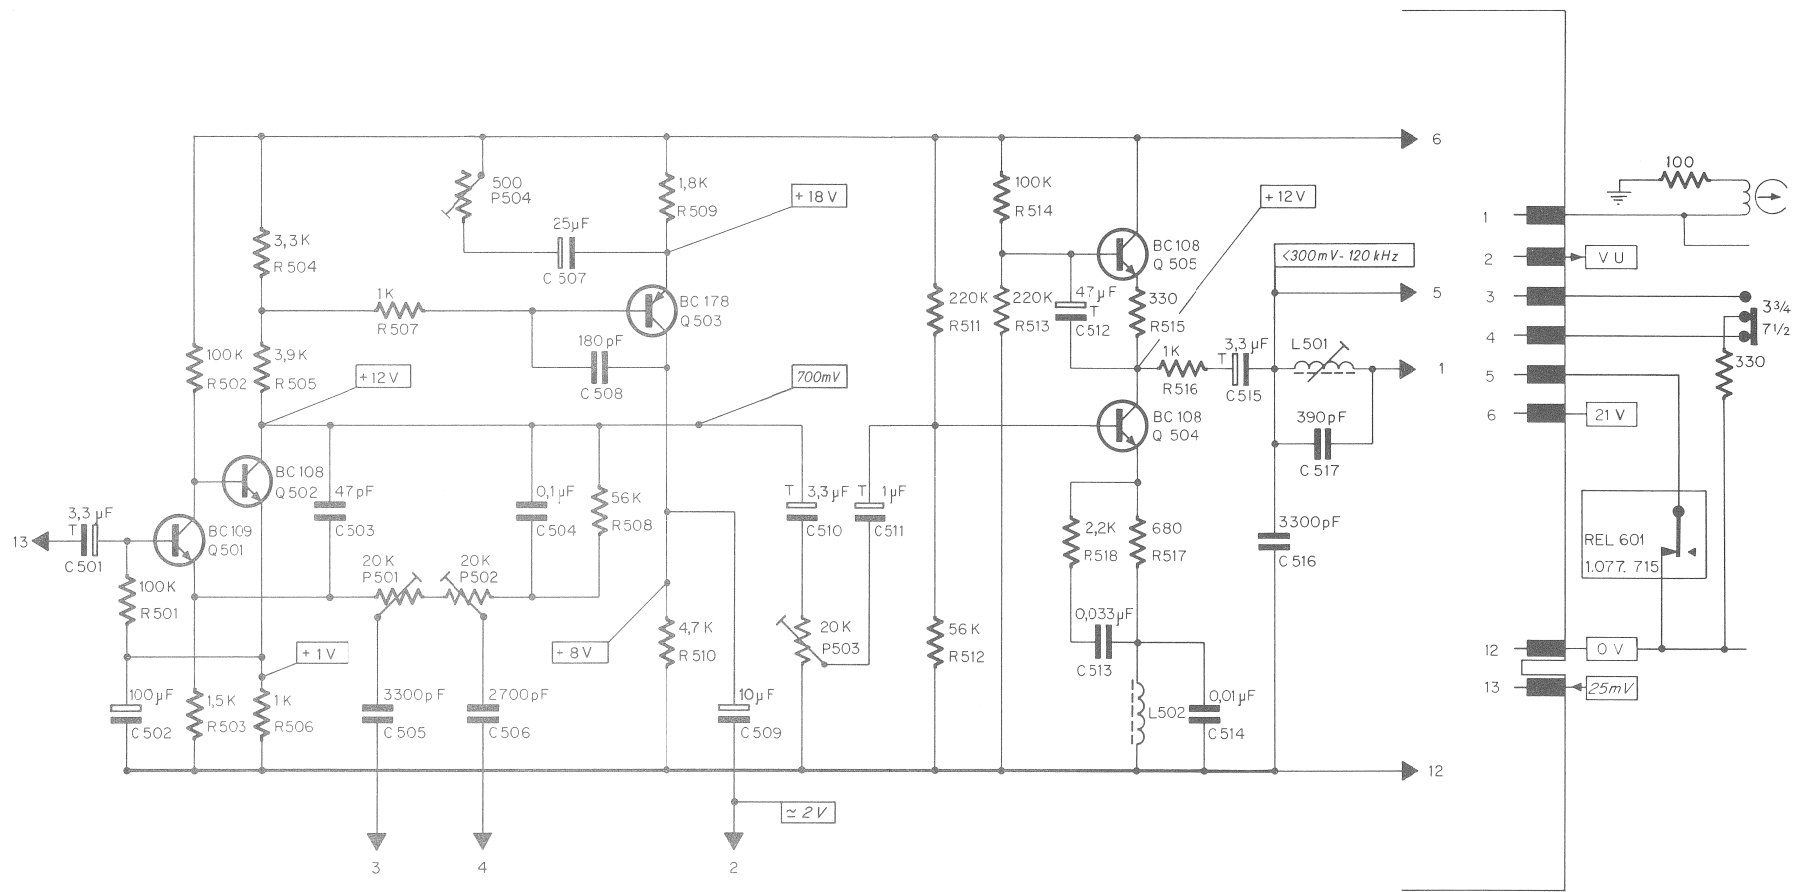 6
100
500
P504
1,8K
R509
+18V
100K
R514
+12V
1
25µF
C507
BC108
Q505
<300mV-120kHz
2
VU
3,3K
R504
1K
R507
BC178
Q503
220K
R511
220K
R513
47µF
T
C512
330
R515
5
3
3 3/4
7 1/2
4
180pF
C508
100K
R502
3,9K
R505
+12V
700mV
1K
R516
3,3µF
T
C515
L501
1
330
5
BC108
Q504
390pF
C517
6
21V
BC108
Q502
47pF
C503
0,1µF
C504
56K
R508
T
3,3µF
C510
T
1µF
C511
13
3,3µF
T
C501
BC109
Q501
2,2K
R518
680
R517
3300pF
C516
REL 601
1.077.715
20K
P501
20K
P502
100K
R501
0,033µF
C513
+1V
+8V
4,7K
R510
20K
P503
56K
R512
12
0V
13
25mV
100µF
C502
1,5K
R503
1K
R506
3300pF
C505
2700pF
C506
10µF
C509
L502
0,01µF
C514
12
≃2V
3
4
2